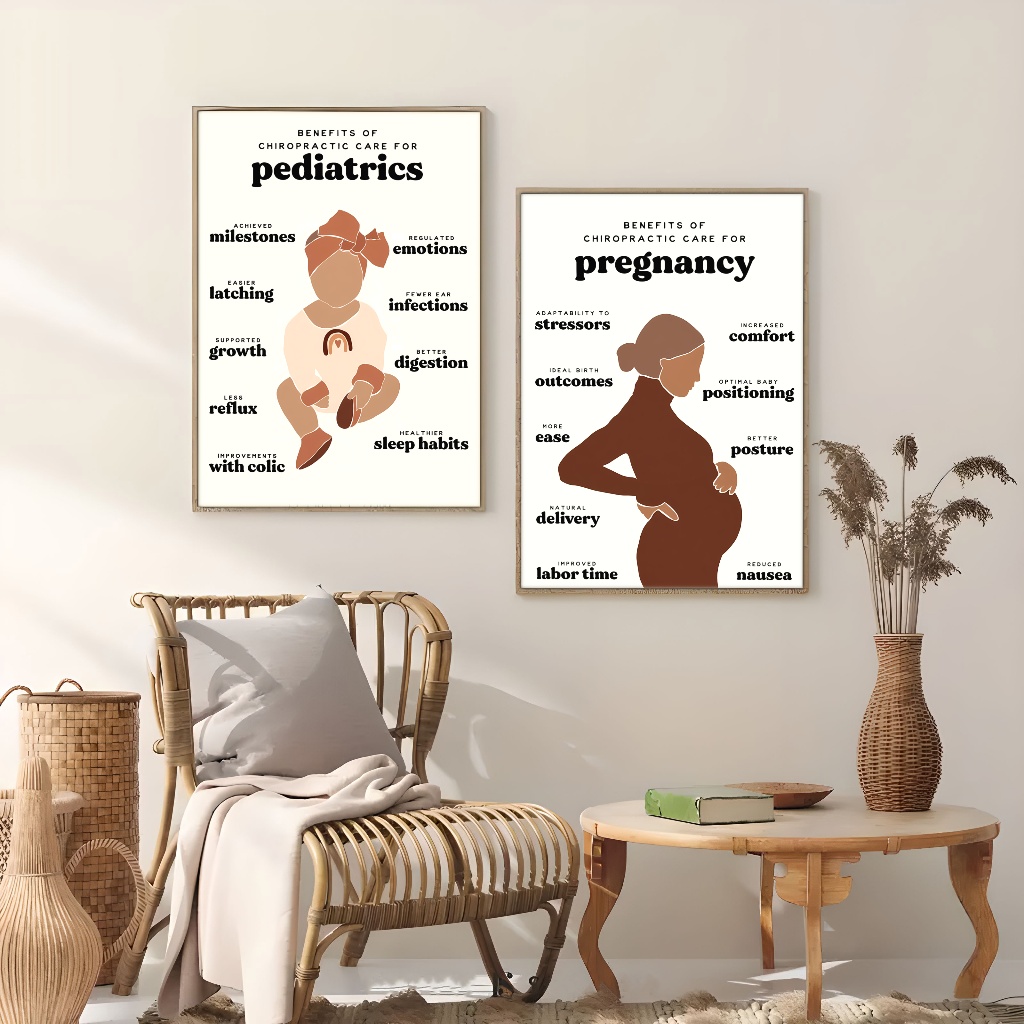 BENEFITS OF
CHIROPRACTIC CARE FOR
pediatrics
ACHIEVED
milestones
EASIER
latching
SUPPORTED
growth
LESS
reflux
IMPROVEMENTS
with colic
REGULATED
emotions
FEWER EAR
infections
BETTER
digestion
HEALTHIER
sleep habits
BENEFITS OF
CHIROPRACTIC CARE FOR
pregnancy
ADAPTABILITY TO
stressors
IDEAL BIRTH
outcomes
MORE
ease
NATURAL
delivery
IMPROVED
labor time
INCREASED
comfort
OPTIMAL BABY
positioning
BETTER
posture
REDUCED
nausea